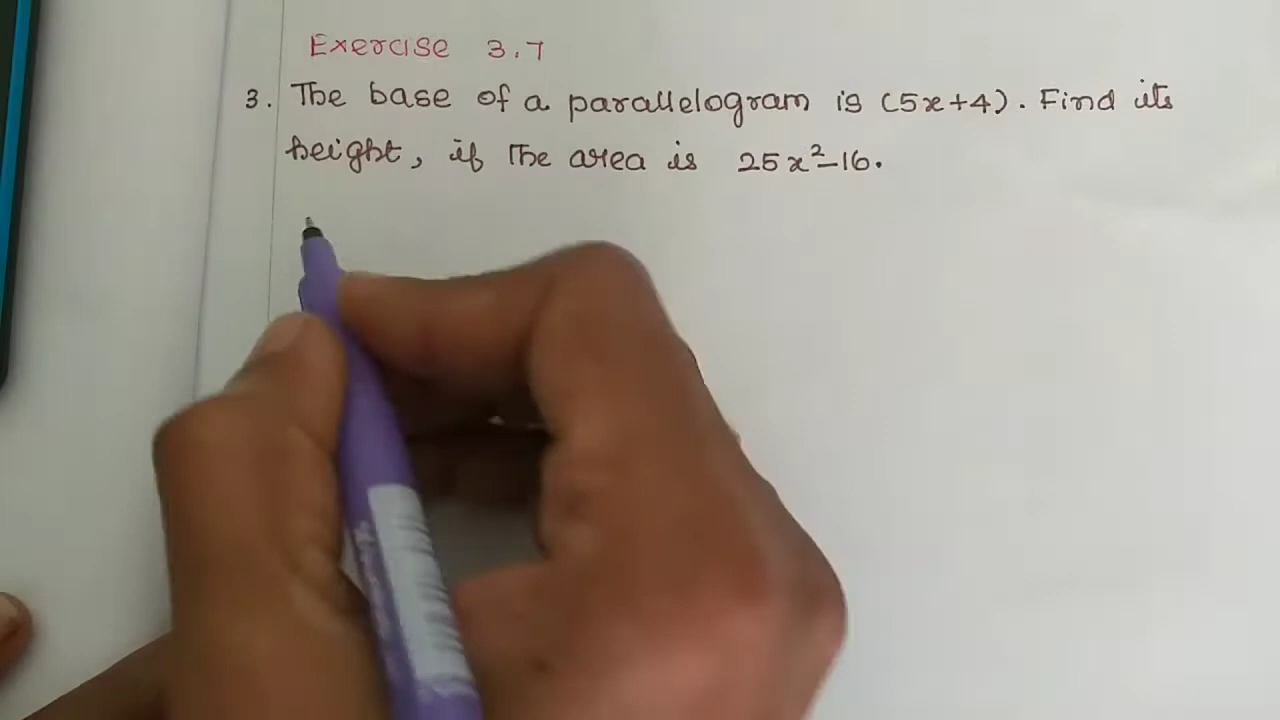 Exercise 3.7
3. The base of a parallelogram is (5x+4). Find its
height, if the area is 25x²-16.